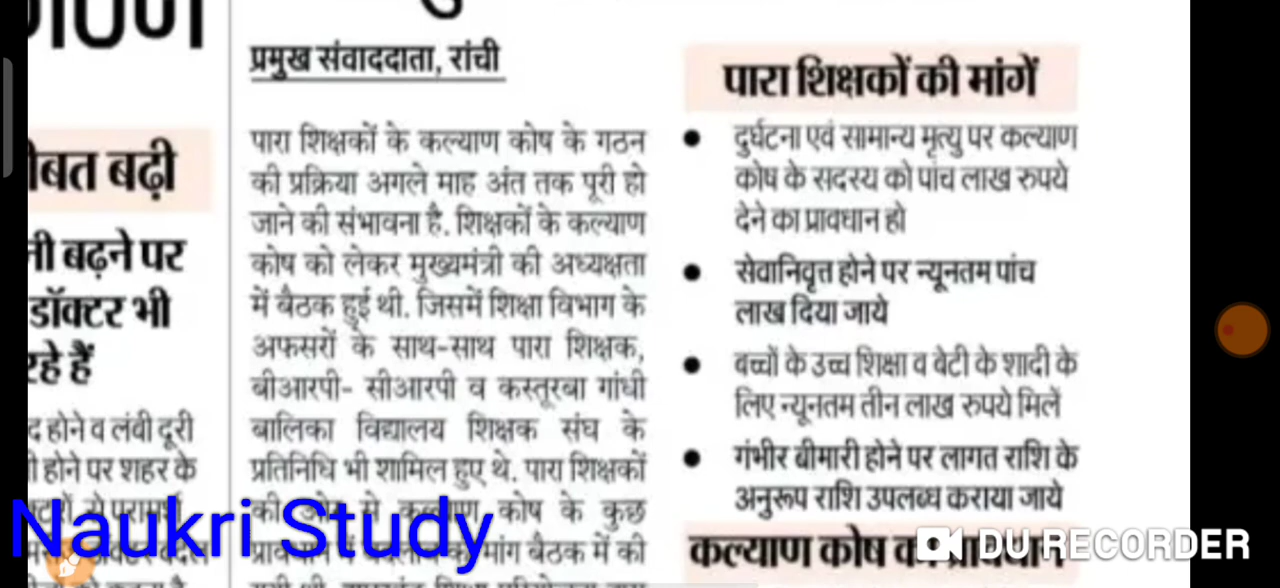 ीबत बढ़ी
नी बढ़ने पर
डॉक्टर भी
रहे हैं
द होने व लंबी दूरी
ी होने पर शहर के
प्रमुख संवाददाता, रांची
पारा शिक्षकों के कल्याण कोष के गठन
की प्रक्रिया अगले माह अंत तक पूरी हो
जाने की संभावना है. शिक्षकों के कल्याण
कोष को लेकर मुख्यमंत्री की अध्यक्षता
में बैठक हुई थी. जिसमें शिक्षा विभाग के
अफसरों के साथ-साथ पारा शिक्षक,
बीआरपी- सीआरपी व कस्तूरबा गांधी
बालिका विद्यालय शिक्षक संघ के
प्रतिनिधि भी शामिल हुए थे. पारा शिक्षकों
की ओर से कल्याण कोष के कुछ
मांग बैठक में की
पारा शिक्षकों की मांगें
● दुर्घटना एवं सामान्य मृत्यु पर कल्याण
कोष के सदस्य को पांच लाख रुपये
देने का प्रावधान हो
● सेवानिवृत्त होने पर न्यूनतम पांच
लाख दिया जाये
● बच्चों के उच्च शिक्षा व बेटी के शादी के
लिए न्यूनतम तीन लाख रुपये मिलें
● गंभीर बीमारी होने पर लागत राशि के
अनुरूप राशि उपलब्ध कराया जाये
कल्याण कोष का प्रावधान
Naukri Study
DU RECORDER